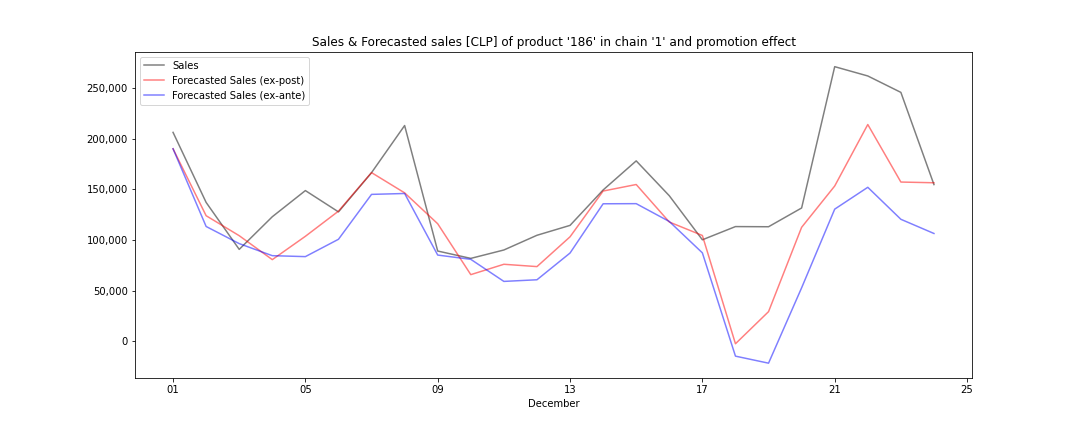 Sales & Forecasted sales [CLP] of product '186' in chain '1' and promotion effect
Sales
Forecasted Sales (ex-post)
Forecasted Sales (ex-ante)
250,000
200,000
150,000
100,000
50,000
0
01 05 09 13 17 21 25
December